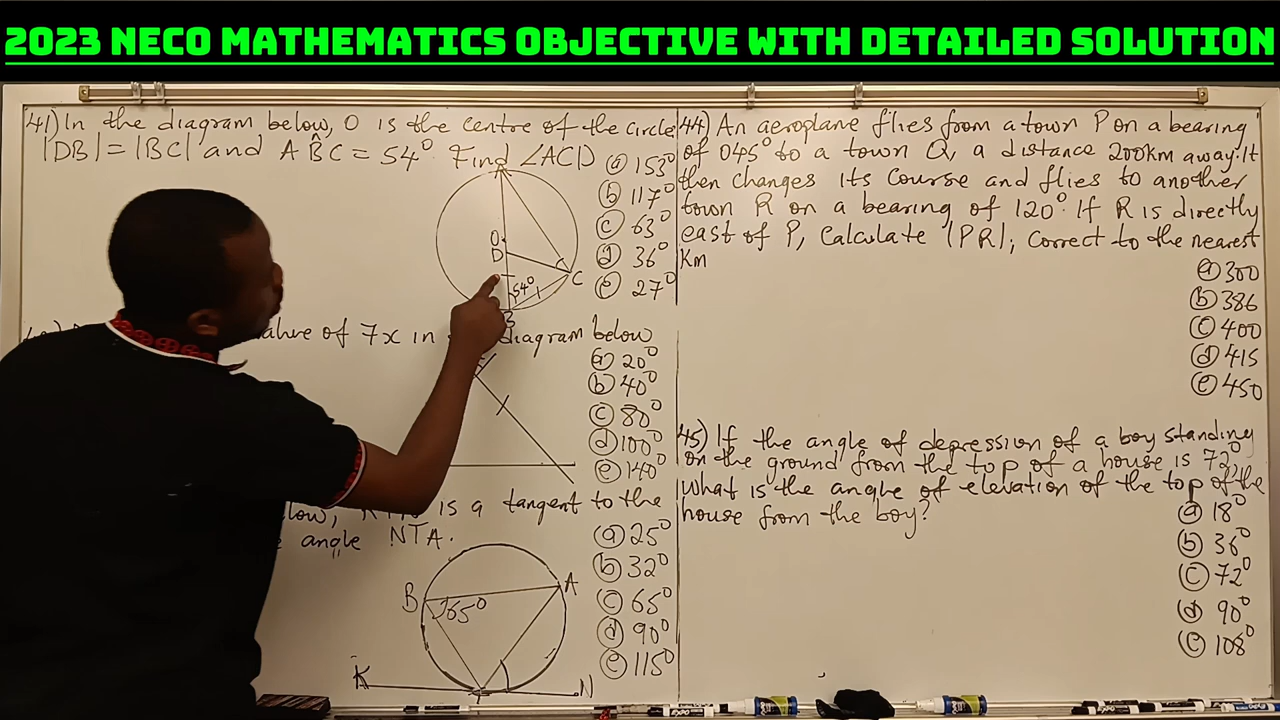 2023 NECO MATHEMATICS OBJECTIVE WITH DETAILED SOLUTION
41) In the diagram below, O is the centre of the circle
|DB| = |BC| and AB̂C = 54°. Find ∠ACD
(a) 153°
(b) 117°
(c) 63°
(d) 36°
(e) 27°
O
D
C
54°
B
value of 7x in diagram below
(a) 20°
(b) 40°
(c) 80°
(d) 100°
(e) 140°
is a tangent to the
angle NTA.
(a) 25°
(b) 32°
(c) 65°
(d) 90°
(e) 115°
B
A
65°
K
N
44) An aeroplane flies from a town P on a bearing
of 045° to a town Q, a distance 200km away. It
then changes its course and flies to another
town R on a bearing of 120°. If R is directly
east of P, Calculate |PR|, Correct to the nearest
Km
(a) 300
(b) 386
(c) 400
(d) 415
(e) 450
45) If the angle of depression of a boy standing
on the ground from the top of a house is 72°,
what is the angle of elevation of the top of the
house from the boy?
(a) 18°
(b) 36°
(c) 72°
(d) 90°
(e) 108°
EXPO